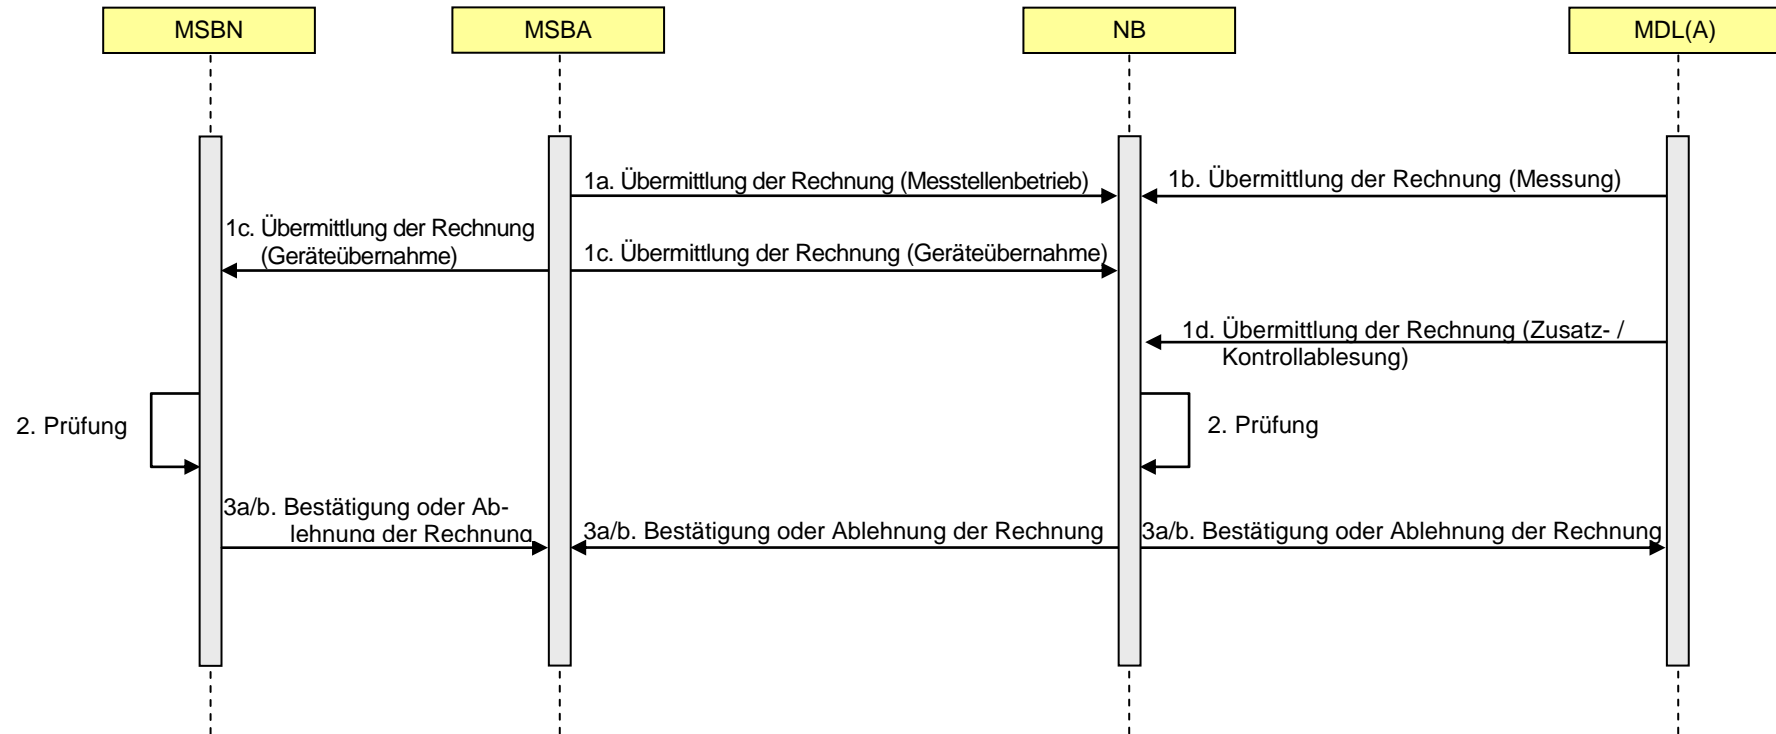 MSBN
MSBA
NB
MDL(A)
1a. Übermittlung der Rechnung (Messtellenbetrieb)
1b. Übermittlung der Rechnung (Messung)
1c. Übermittlung der Rechnung
(Geräteübernahme)
1c. Übermittlung der Rechnung (Geräteübernahme)
1d. Übermittlung der Rechnung (Zusatz- /
Kontrollablesung)
2. Prüfung
2. Prüfung
3a/b. Bestätigung oder Ab-
lehnung der Rechnung
3a/b. Bestätigung oder Ablehnung der Rechnung
3a/b. Bestätigung oder Ablehnung der Rechnung